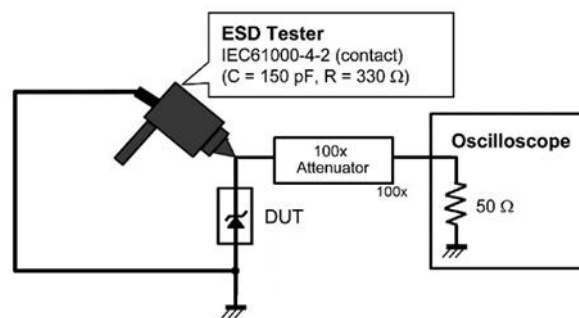 ESD Tester
IEC61000-4-2 (contact)
(C = 150 pF, R = 330 Ω)
Oscilloscope
100x
Attenuator
100x
50 Ω
DUT